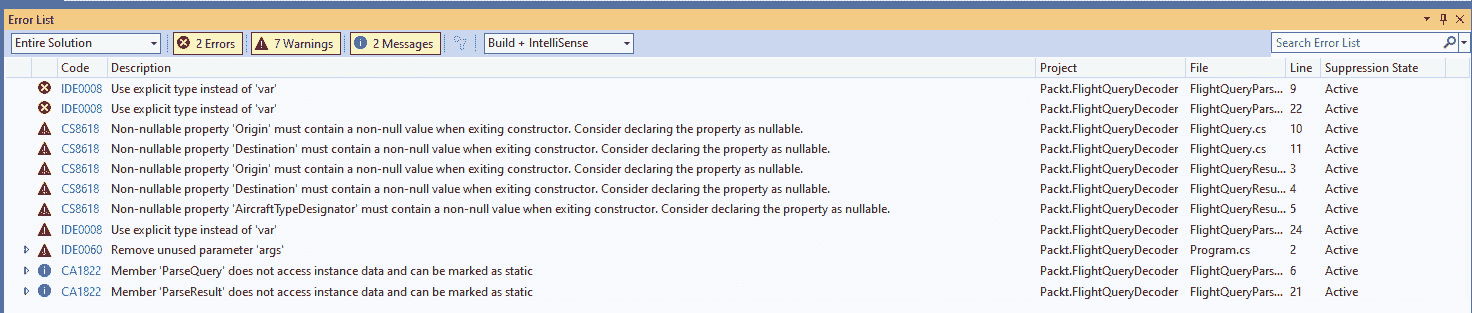 Error List
Entire Solution 2 Errors 7 Warnings 2 Messages Build + IntelliSense Search Error List
Code Description Project File Line Suppression State
IDE0008 Use explicit type instead of 'var' Packt.FlightQueryDecoder FlightQueryPars... 9 Active
IDE0008 Use explicit type instead of 'var' Packt.FlightQueryDecoder FlightQueryPars... 22 Active
CS8618 Non-nullable property 'Origin' must contain a non-null value when exiting constructor. Consider declaring the property as nullable. Packt.FlightQueryDecoder FlightQuery.cs 10 Active
CS8618 Non-nullable property 'Destination' must contain a non-null value when exiting constructor. Consider declaring the property as nullable. Packt.FlightQueryDecoder FlightQuery.cs 11 Active
CS8618 Non-nullable property 'Origin' must contain a non-null value when exiting constructor. Consider declaring the property as nullable. Packt.FlightQueryDecoder FlightQueryResu... 3 Active
CS8618 Non-nullable property 'Destination' must contain a non-null value when exiting constructor. Consider declaring the property as nullable. Packt.FlightQueryDecoder FlightQueryResu... 4 Active
CS8618 Non-nullable property 'AircraftTypeDesignator' must contain a non-null value when exiting constructor. Consider declaring the property as nullable. Packt.FlightQueryDecoder FlightQueryResu... 5 Active
IDE0008 Use explicit type instead of 'var' Packt.FlightQueryDecoder FlightQueryPars... 24 Active
IDE0060 Remove unused parameter 'args' Packt.FlightQueryDecoder Program.cs 2 Active
CA1822 Member 'ParseQuery' does not access instance data and can be marked as static Packt.FlightQueryDecoder FlightQueryPars... 6 Active
CA1822 Member 'ParseResult' does not access instance data and can be marked as static Packt.FlightQueryDecoder FlightQueryPars... 21 Active